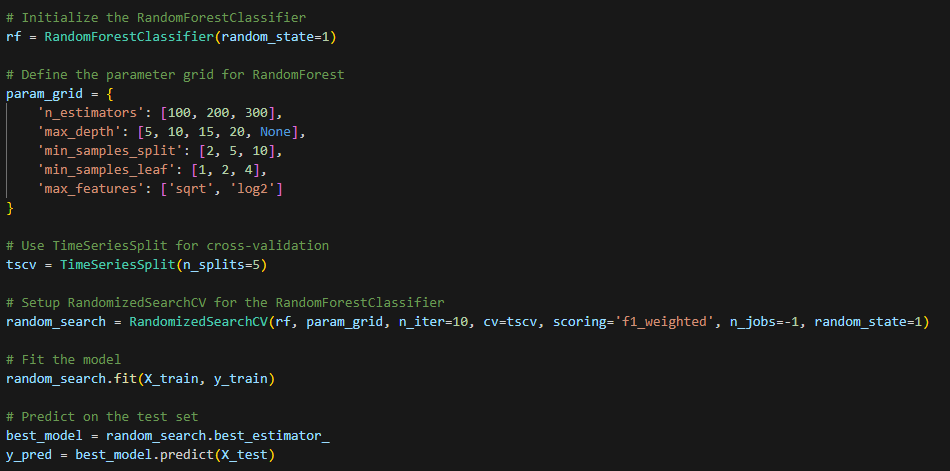 # Initialize the RandomForestClassifier
rf = RandomForestClassifier(random_state=1)

# Define the parameter grid for RandomForest
param_grid = {
    'n_estimators': [100, 200, 300],
    'max_depth': [5, 10, 15, 20, None],
    'min_samples_split': [2, 5, 10],
    'min_samples_leaf': [1, 2, 4],
    'max_features': ['sqrt', 'log2']
}

# Use TimeSeriesSplit for cross-validation
tscv = TimeSeriesSplit(n_splits=5)

# Setup RandomizedSearchCV for the RandomForestClassifier
random_search = RandomizedSearchCV(rf, param_grid, n_iter=10, cv=tscv, scoring='f1_weighted', n_jobs=-1, random_state=1)

# Fit the model
random_search.fit(X_train, y_train)

# Predict on the test set
best_model = random_search.best_estimator_
y_pred = best_model.predict(X_test)